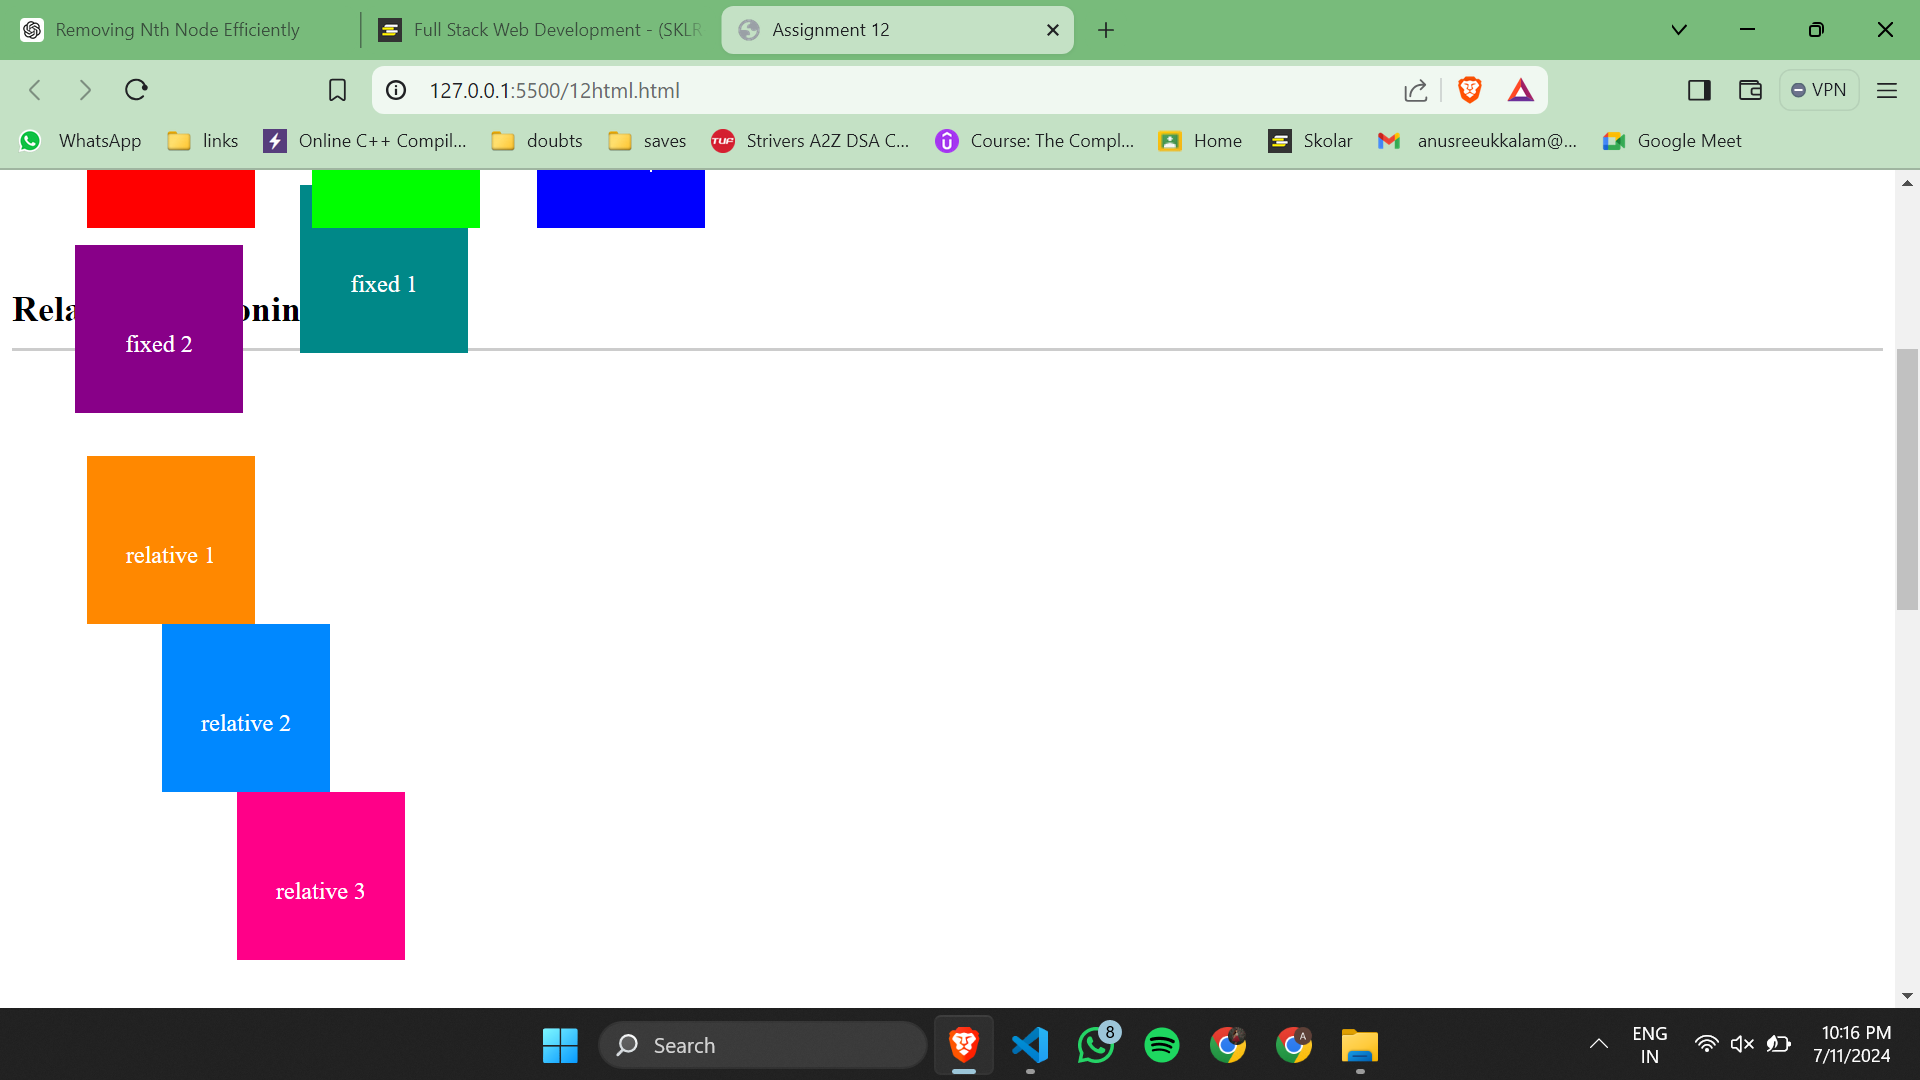 Removing Nth Node Efficiently
Full Stack Web Development - (SKLR
Assignment 12
127.0.0.1:5500/12html.html
VPN
WhatsApp
links
Online C++ Compil...
doubts
saves
TUF
Strivers A2Z DSA C...
Course: The Compl...
Home
Skolar
anusreeukkalam@...
Google Meet
fixed 1
Rela
onin
fixed 2
relative 1
relative 2
relative 3
Search
8
A
ENG
IN
10:16 PM
7/11/2024